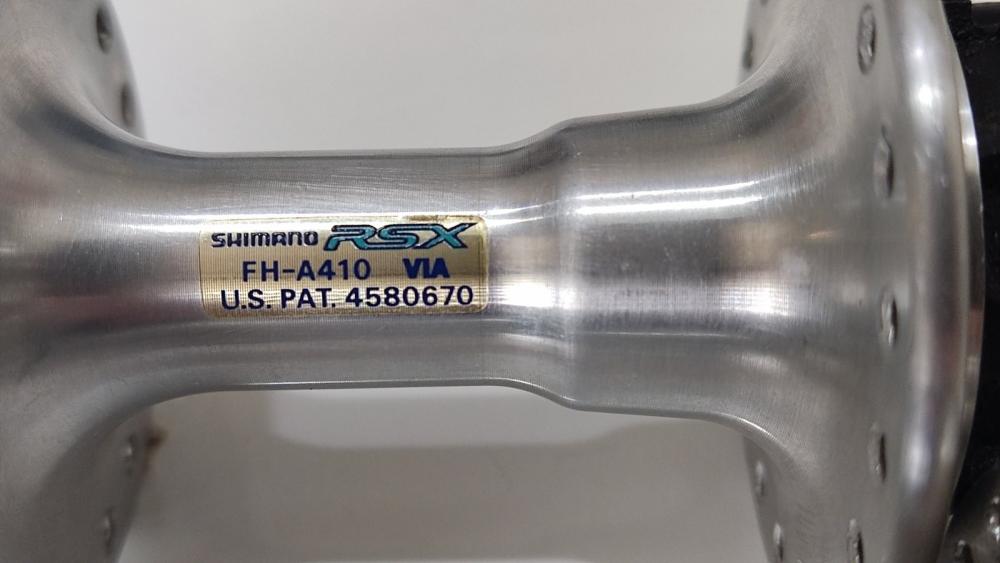 SHIMANO RSX
FH-A410 VIA
U.S. PAT. 4580670